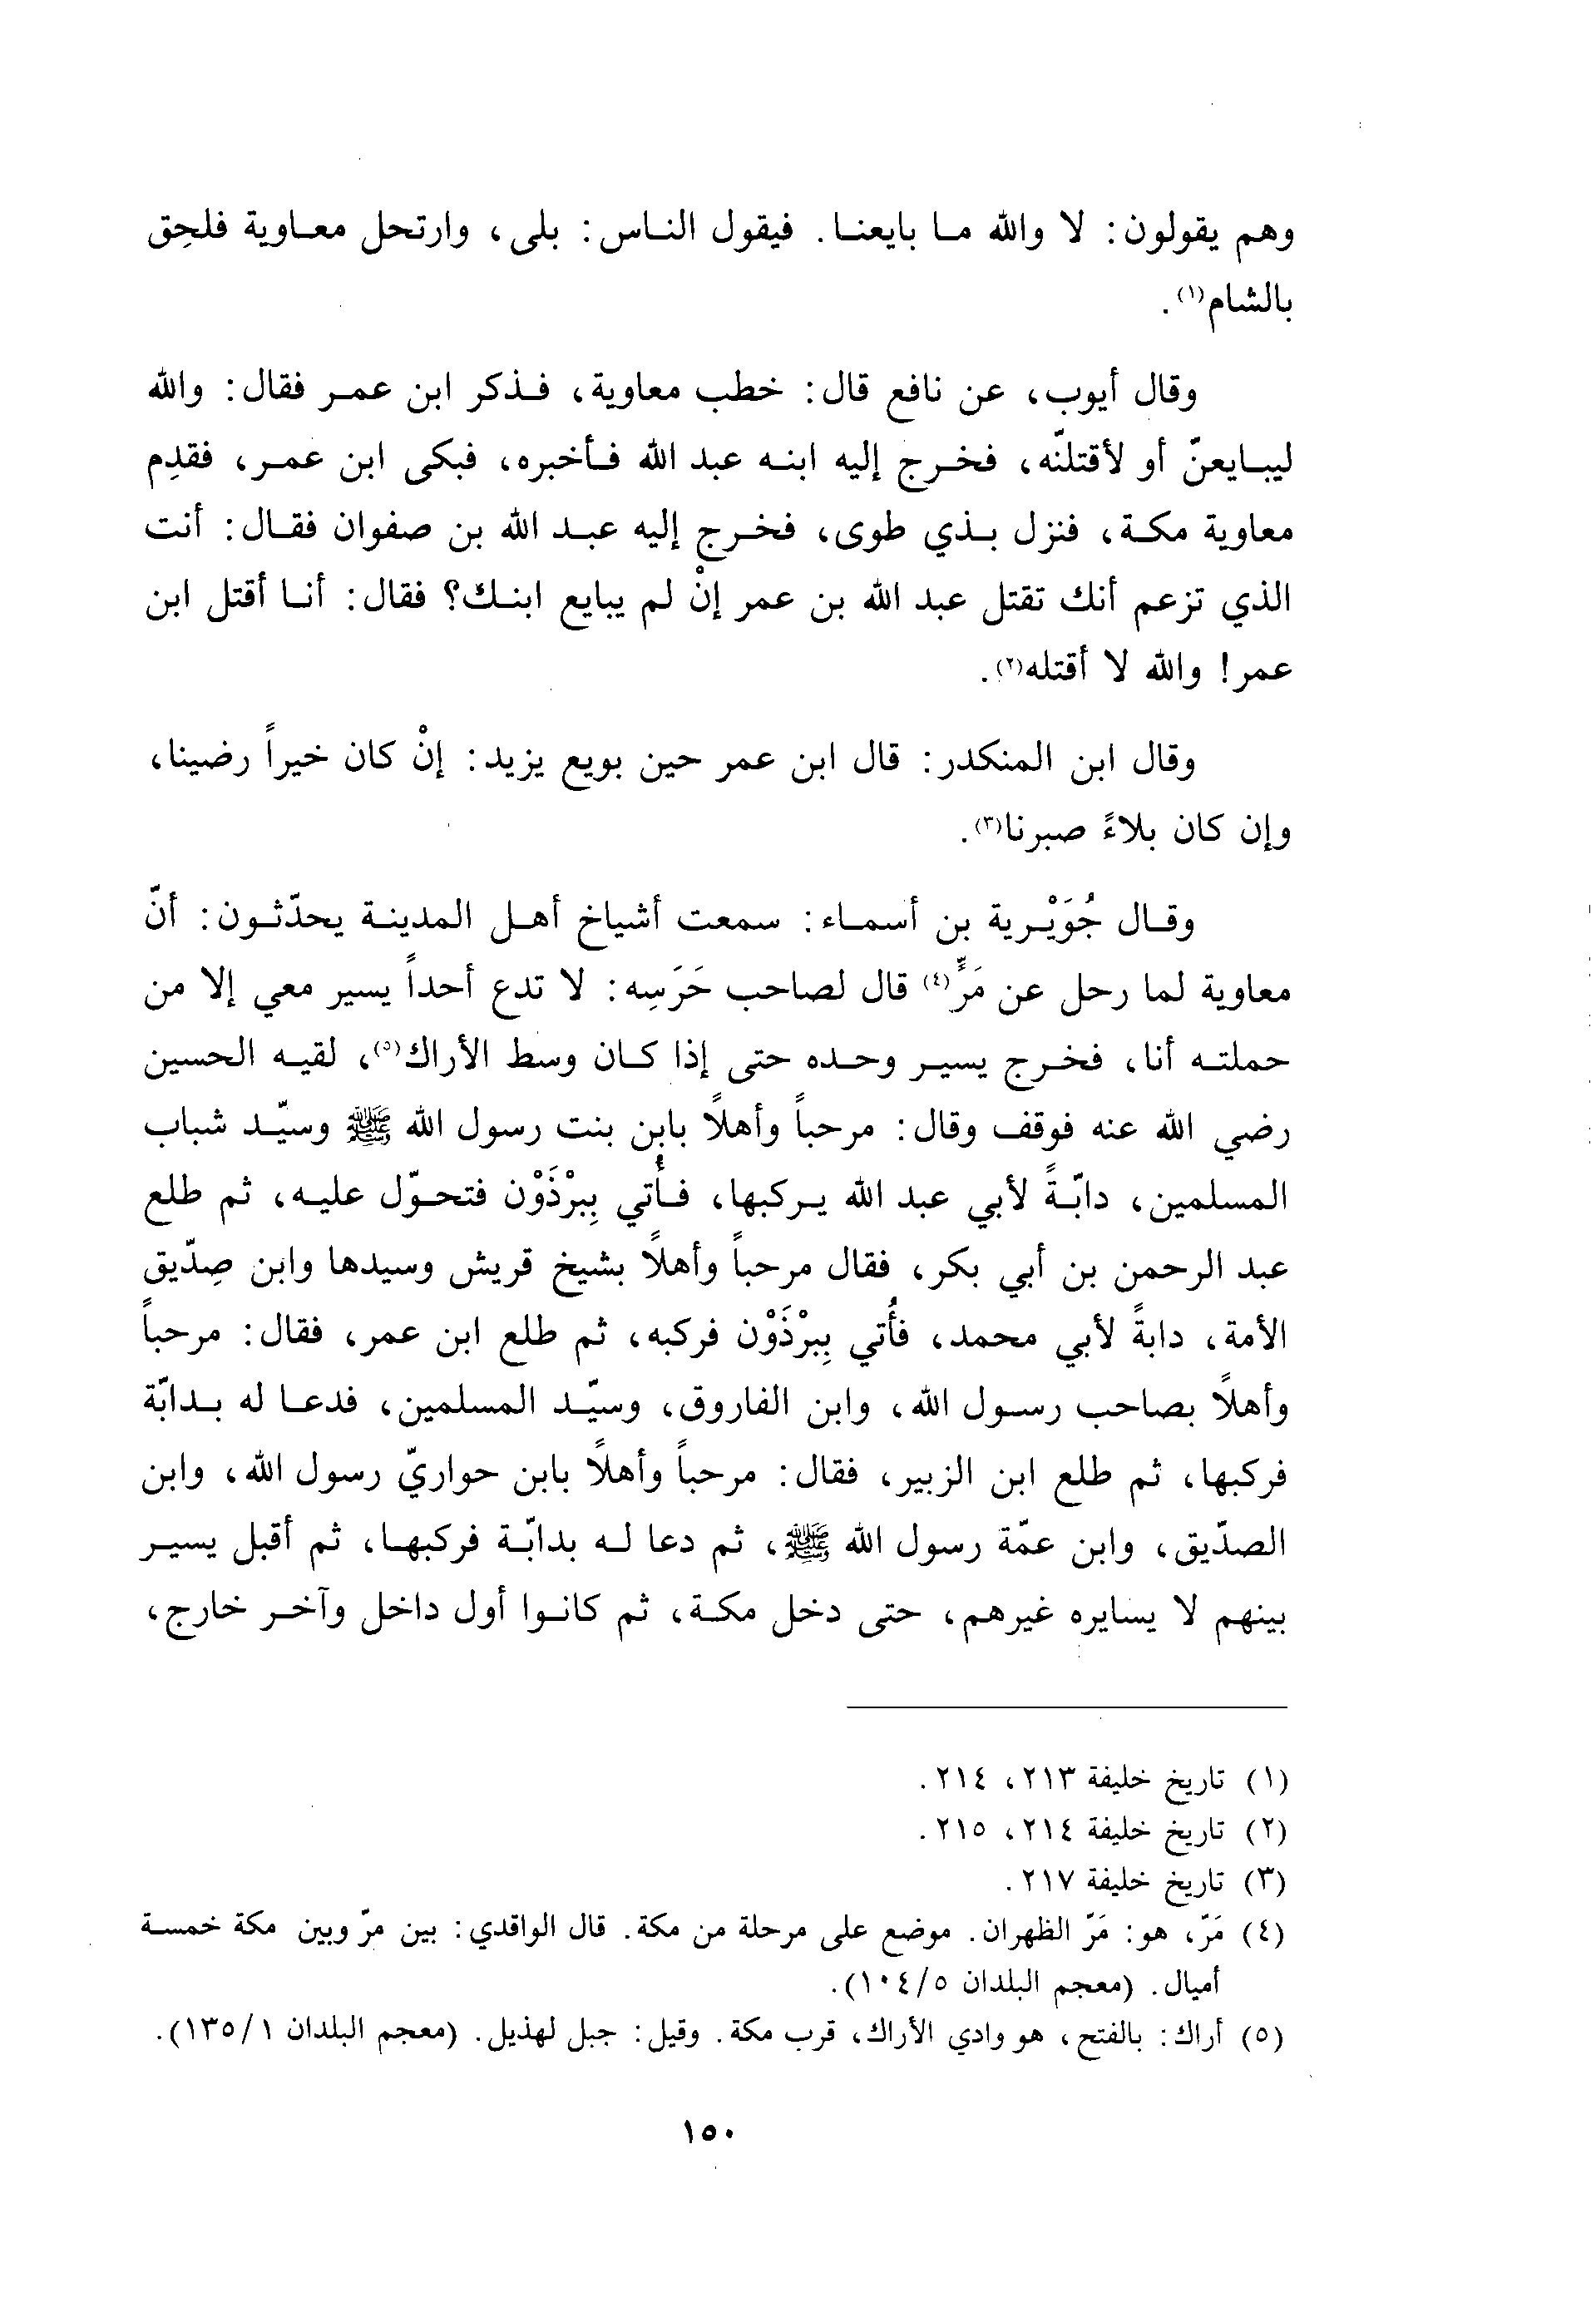 وهم يقولون: لا والله ما بايعنا. فيقول الناس: بلى، وارتحل معاوية فلحِق
بالشام(١).
وقال أيوب، عن نافع قال: خطب معاوية، فذكر ابن عمر فقال: والله
ليبايعنّ أو لأقتلنّه، فخرج إليه ابنه عبد الله فأخبره، فبكى ابن عمر، فقدِم
معاوية مكة، فنزل بذي طوى، فخرج إليه عبد الله بن صفوان فقال: أنت
الذي تزعم أنك تقتل عبد الله بن عمر إنْ لم يبايع ابنك؟ فقال: أنا أقتل ابن
عمر! والله لا أقتله(٢).
وقال ابن المنكدر: قال ابن عمر حين بويع يزيد: إنْ كان خيراً رضينا،
وإن كان بلاءً صبرنا(٣).
وقال جُوَيْرية بن أسماء: سمعت أشياخ أهل المدينة يحدّثون: أنّ
معاوية لما رحل عن مَرٍّ(٤) قال لصاحب حَرَسِه: لا تدع أحداً يسير معي إلا من
حملته أنا، فخرج يسير وحده حتى إذا كان وسط الأراك(٥)، لقيه الحسين
رضي الله عنه فوقف وقال: مرحباً وأهلاً بابن بنت رسول الله ﷺ وسيّد شباب
المسلمين، دابّةً لأبي عبد الله يركبها، فأُتي بِبرْذَوْن فتحوّل عليه، ثم طلع
عبد الرحمن بن أبي بكر، فقال مرحباً وأهلاً بشيخ قريش وسيدها وابن صِدّيق
الأمة، دابةً لأبي محمد، فأُتي بِبرْذَوْن فركبه، ثم طلع ابن عمر، فقال: مرحباً
وأهلاً بصاحب رسول الله، وابن الفاروق، وسيّد المسلمين، فدعا له بدابّة
فركبها، ثم طلع ابن الزبير، فقال: مرحباً وأهلاً بابن حواريّ رسول الله، وابن
الصدّيق، وابن عمّة رسول الله ﷺ، ثم دعا له بدابّة فركبها، ثم أقبل يسير
بينهم لا يسايره غيرهم، حتى دخل مكة، ثم كانوا أول داخل وآخر خارج،
(١) تاريخ خليفة ٢١٣، ٢١٤.
(٢) تاريخ خليفة ٢١٤، ٢١٥.
(٣) تاريخ خليفة ٢١٧.
(٤) مَرّ، هو: مَرّ الظهران. موضع على مرحلة من مكة. قال الواقدي: بين مرّ وبين مكة خمسة
أميال. (معجم البلدان ١٠٤/٥).
(٥) أراك: بالفتح، هو وادي الأراك، قرب مكة. وقيل: جبل لهذيل. (معجم البلدان ١٣٥/١).
١٥٠